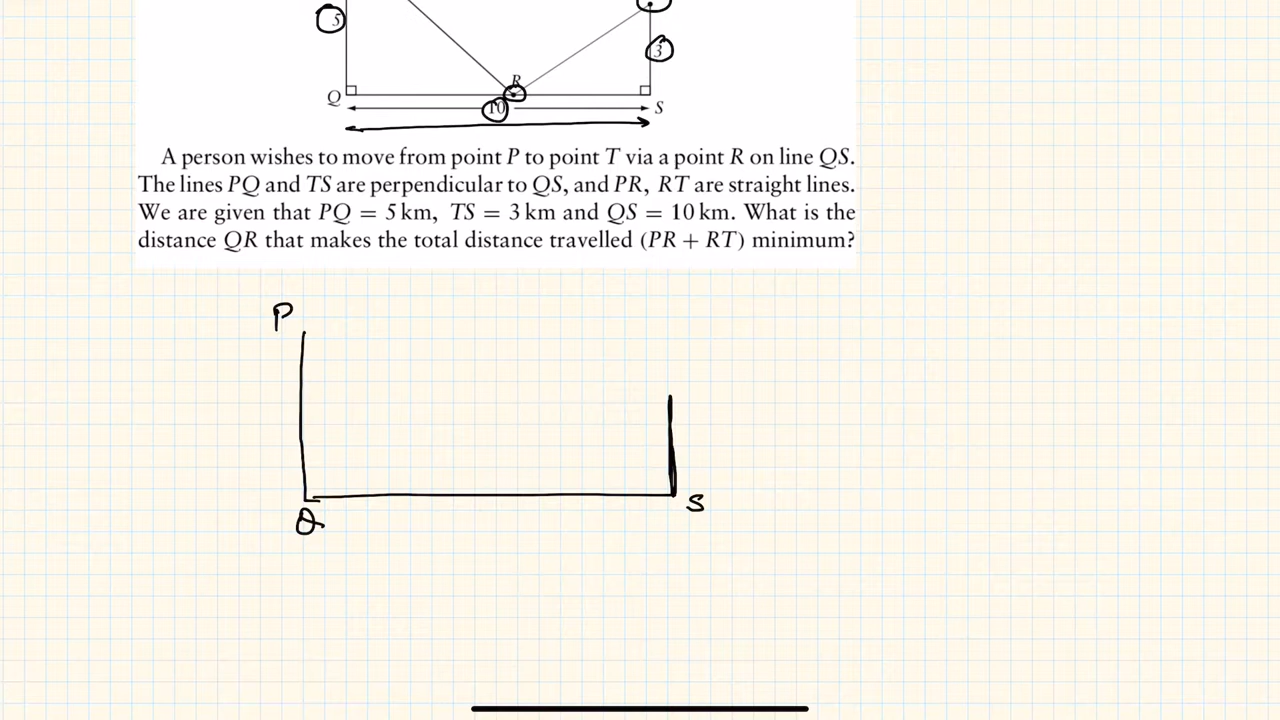 5
3
R
Q
10
S
A person wishes to move from point P to point T via a point R on line QS.
The lines PQ and TS are perpendicular to QS, and PR, RT are straight lines.
We are given that PQ = 5 km, TS = 3 km and QS = 10 km. What is the
distance QR that makes the total distance travelled (PR + RT) minimum?
P
Q
S